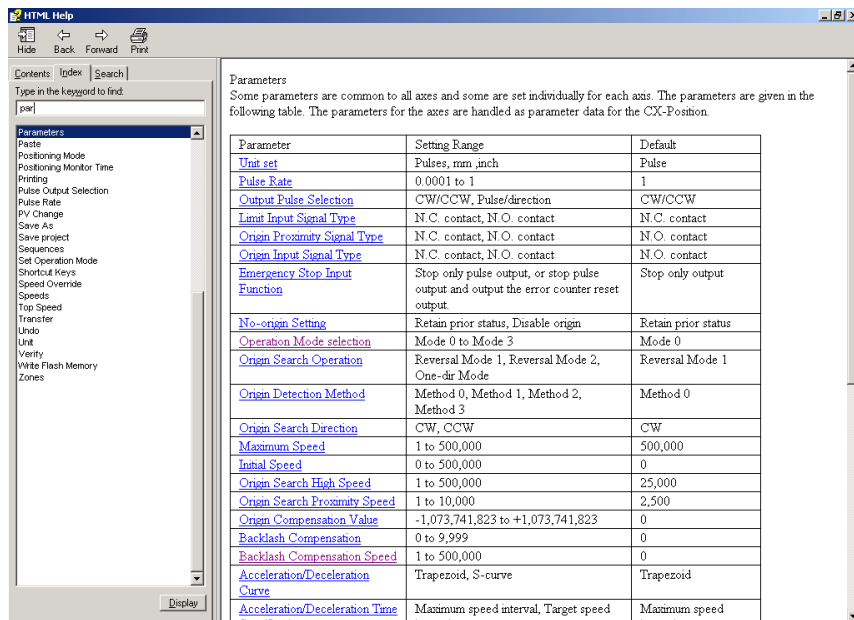 HTML Help
Hide Back Forward Print
Contents Index Search
Type in the keyword to find:
par
Parameters
Paste
Positioning Mode
Positioning Monitor Time
Printing
Pulse Output Selection
Pulse Rate
PV Change
Save As
Save project
Sequences
Set Operation Mode
Shortcut Keys
Speed Override
Speeds
Top Speed
Transfer
Undo
Unit
Verify
Write Flash Memory
Zones
Display
Parameters
Some parameters are common to all axes and some are set individually for each axis. The parameters are given in the
following table. The parameters for the axes are handled as parameter data for the CX-Position.
Parameter Setting Range Default
Unit set Pulses, mm ,inch Pulse
Pulse Rate 0.0001 to 1 1
Output Pulse Selection CW/CCW, Pulse/direction CW/CCW
Limit Input Signal Type N.C. contact, N.O. contact N.C. contact
Origin Proximity Signal Type N.C. contact, N.O. contact N.O. contact
Origin Input Signal Type N.C. contact, N.O. contact N.O. contact
Emergency Stop Input Stop only pulse output, or stop pulse Stop only output
Function output and output the error counter reset
output.
No-origin Setting Retain prior status, Disable origin Retain prior status
Operation Mode selection Mode 0 to Mode 3 Mode 0
Origin Search Operation Reversal Mode 1, Reversal Mode 2, Reversal Mode 1
One-dir Mode
Origin Detection Method Method 0, Method 1, Method 2, Method 0
Method 3
Origin Search Direction CW, CCW CW
Maximum Speed 1 to 500,000 500,000
Initial Speed 0 to 500,000 0
Origin Search High Speed 1 to 500,000 25,000
Origin Search Proximity Speed 1 to 10,000 2,500
Origin Compensation Value -1,073,741,823 to +1,073,741,823 0
Backlash Compensation 0 to 9,999 0
Backlash Compensation Speed 1 to 500,000 0
Acceleration/Deceleration Trapezoid, S-curve Trapezoid
Curve
Acceleration/Deceleration Time Maximum speed interval, Target speed Maximum speed